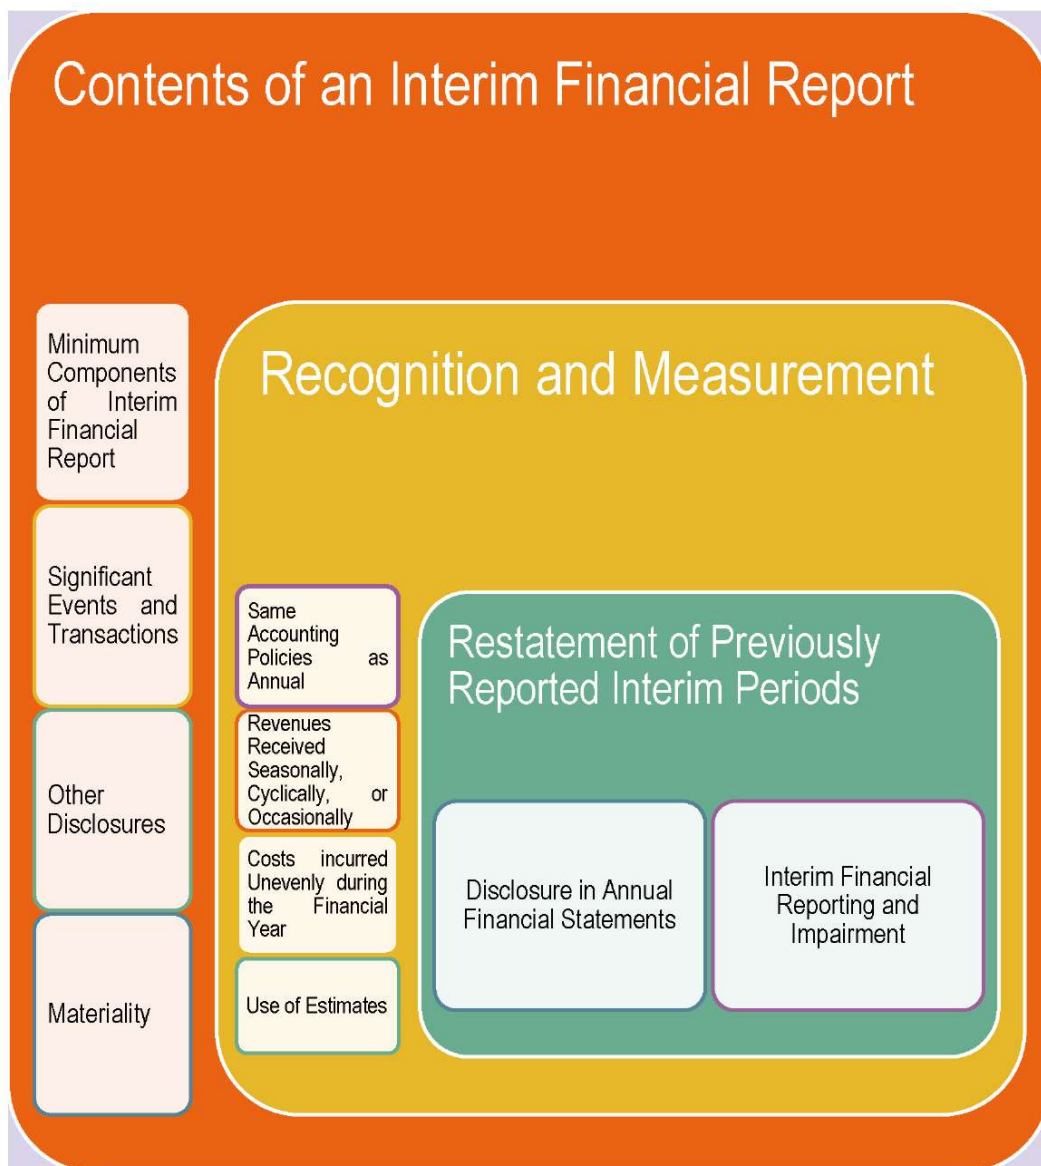 Contents of an Interim Financial Report
Minimum
Components
of Interim
Financial
Report
Significant
Events and
Transactions
Other
Disclosures
Materiality
Recognition and Measurement
Same
Accounting
Policies as
Annual
Revenues
Received
Seasonally,
Cyclically, or
Occasionally
Costs incurred
Unevenly during
the Financial
Year
Use of Estimates
Restatement of Previously
Reported Interim Periods
Disclosure in Annual
Financial Statements
Interim Financial
Reporting and
Impairment